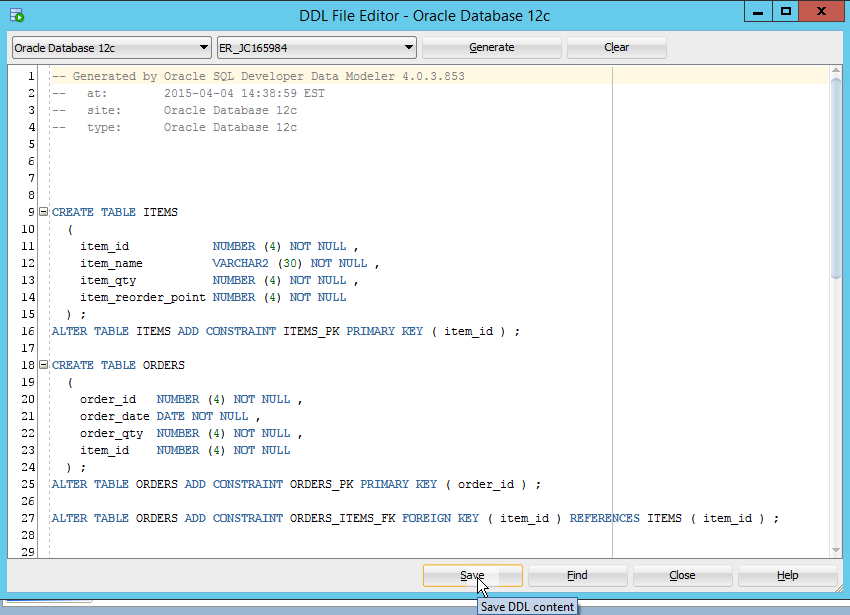 DDL File Editor - Oracle Database 12c
Oracle Database 12c ER_JC165984 Generate Clear
1 -- Generated by Oracle SQL Developer Data Modeler 4.0.3.853
2 --   at:        2015-04-04 14:38:59 EST
3 --   site:      Oracle Database 12c
4 --   type:      Oracle Database 12c
5
6
7
8
9 CREATE TABLE ITEMS
10   (
11     item_id            NUMBER (4) NOT NULL ,
12     item_name          VARCHAR2 (30) NOT NULL ,
13     item_qty           NUMBER (4) NOT NULL ,
14     item_reorder_point NUMBER (4) NOT NULL
15   ) ;
16 ALTER TABLE ITEMS ADD CONSTRAINT ITEMS_PK PRIMARY KEY ( item_id ) ;
17
18 CREATE TABLE ORDERS
19   (
20     order_id   NUMBER (4) NOT NULL ,
21     order_date DATE NOT NULL ,
22     order_qty  NUMBER (4) NOT NULL ,
23     item_id    NUMBER (4) NOT NULL
24   ) ;
25 ALTER TABLE ORDERS ADD CONSTRAINT ORDERS_PK PRIMARY KEY ( order_id ) ;
26
27 ALTER TABLE ORDERS ADD CONSTRAINT ORDERS_ITEMS_FK FOREIGN KEY ( item_id ) REFERENCES ITEMS ( item_id ) ;
28
29
Save Find Close Help
Save DDL content